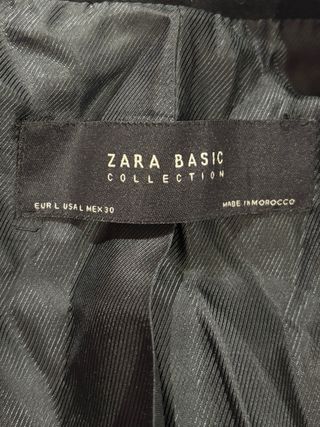 ZARA BASIC
COLLECTION
EUR L USA L MEX 30 MADE IN MOROCCO